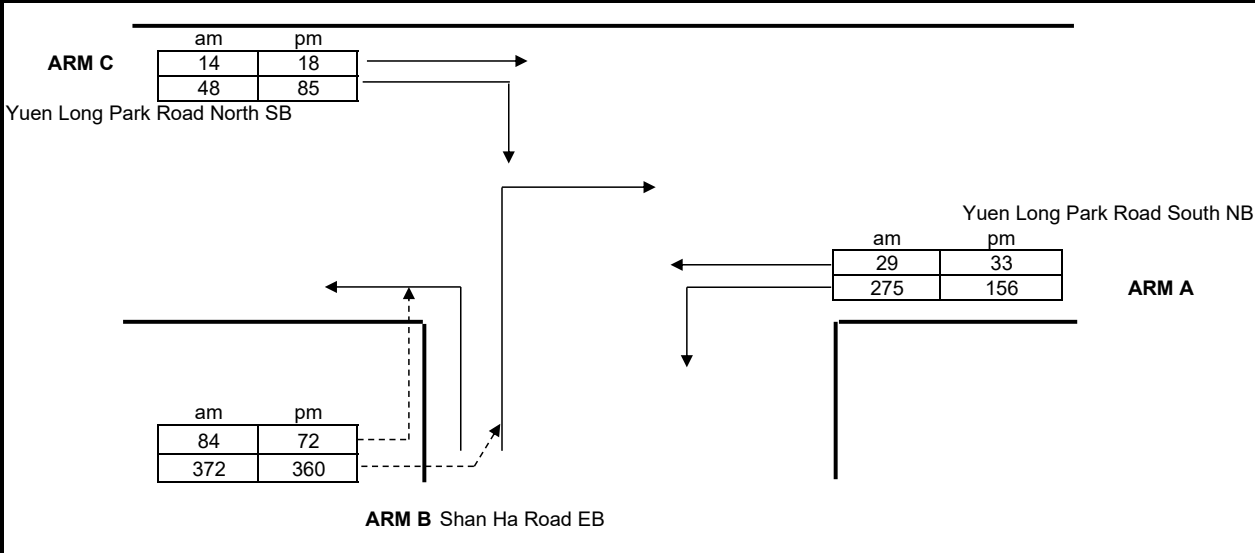 am pm
ARM C 14 18
48 85
Yuen Long Park Road North SB
Yuen Long Park Road South NB
am pm
29 33
275 156 ARM A
am pm
84 72
372 360
ARM B Shan Ha Road EB